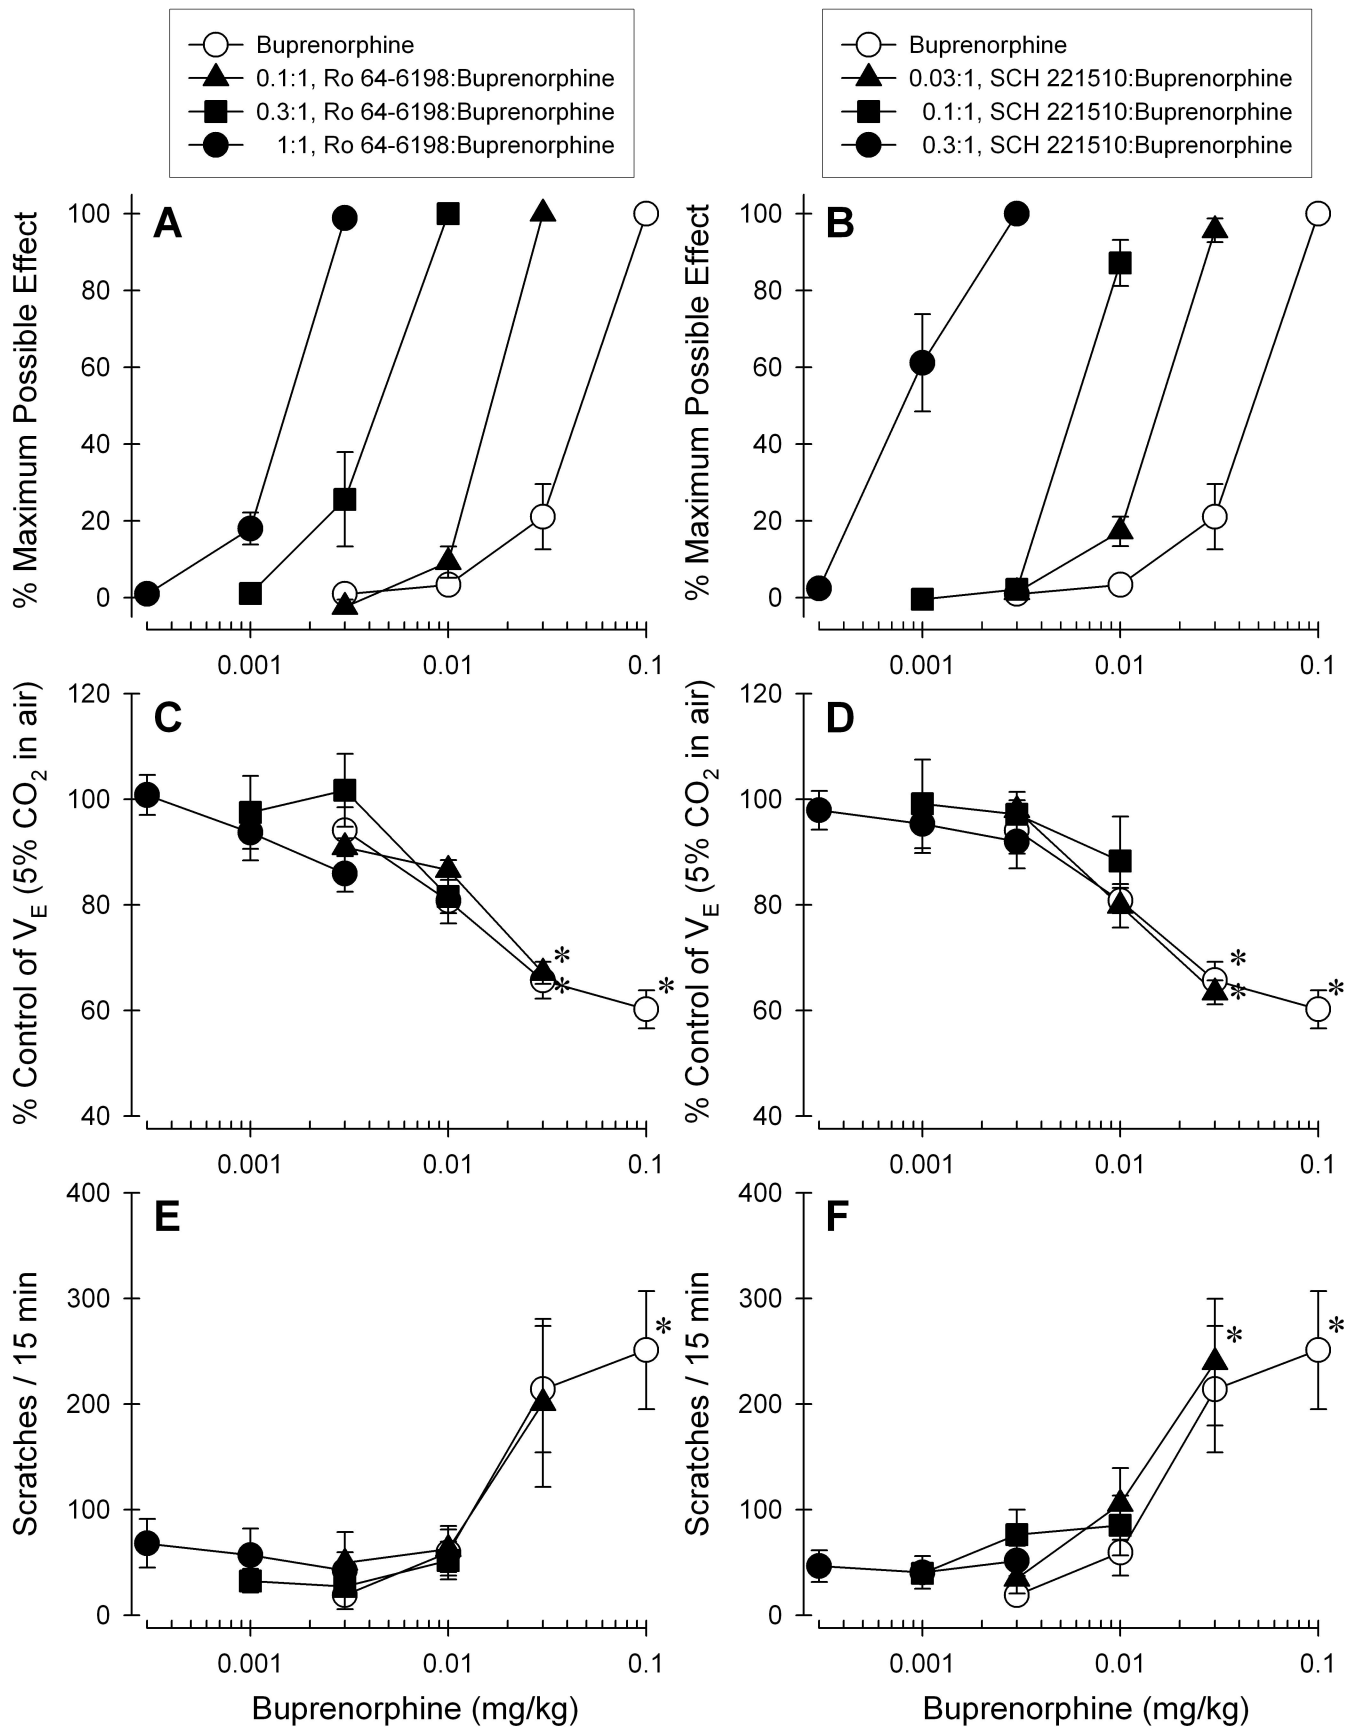 Buprenorphine
0.1:1, Ro 64-6198:Buprenorphine
0.3:1, Ro 64-6198:Buprenorphine
1:1, Ro 64-6198:Buprenorphine
Buprenorphine
0.03:1, SCH 221510:Buprenorphine
0.1:1, SCH 221510:Buprenorphine
0.3:1, SCH 221510:Buprenorphine
A
% Maximum Possible Effect
100
80
60
40
20
0
0.001 0.01 0.1
B
% Maximum Possible Effect
100
80
60
40
20
0
0.001 0.01 0.1
C
% Control of VE (5% CO2 in air)
120
100
80
60
40
*
*
*
0.001 0.01 0.1
D
% Control of VE (5% CO2 in air)
120
100
80
60
40
*
*
*
0.001 0.01 0.1
E
Scratches / 15 min
400
300
200
100
0
*
0.001 0.01 0.1
Buprenorphine (mg/kg)
F
Scratches / 15 min
400
300
200
100
0
*
*
0.001 0.01 0.1
Buprenorphine (mg/kg)